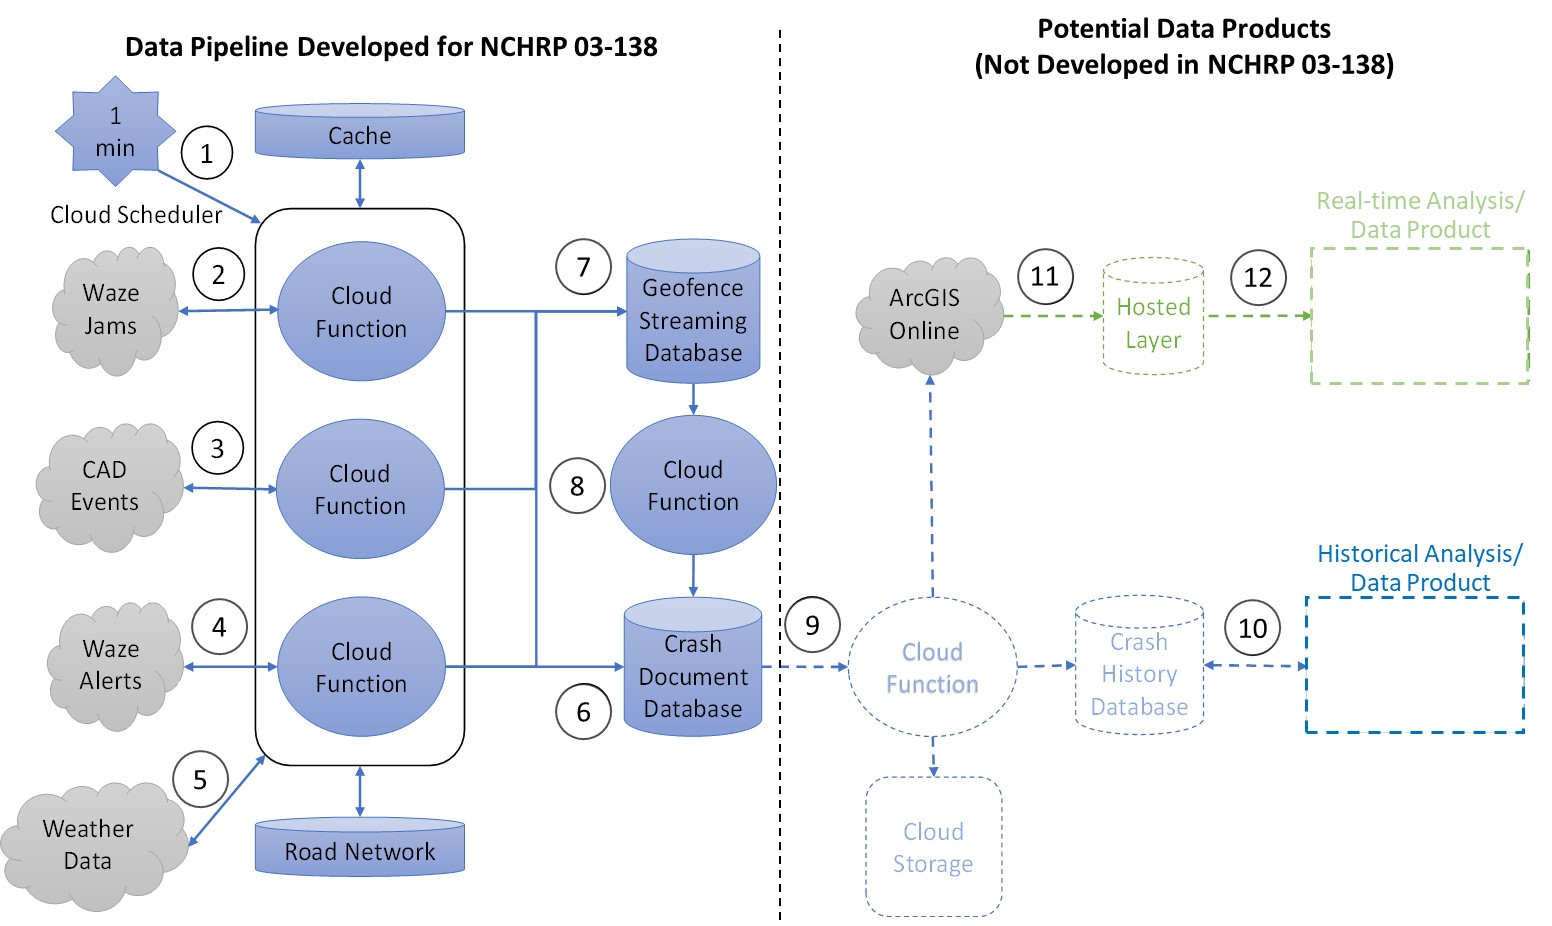 Data Pipeline Developed for NCHRP 03-138
Potential Data Products
(Not Developed in NCHRP 03-138)
1
min
1
Cloud Scheduler
Cache
Waze
Jams
2
Cloud
Function
7
Geofence
Streaming
Database
CAD
Events
3
Cloud
Function
8
Cloud
Function
Waze
Alerts
4
Cloud
Function
6
Crash
Document
Database
5
Weather
Data
Road Network
ArcGIS
Online
11
Hosted
Layer
12
Real-time Analysis/
Data Product
9
Cloud
Function
Crash
History
Database
10
Historical Analysis/
Data Product
Cloud
Storage